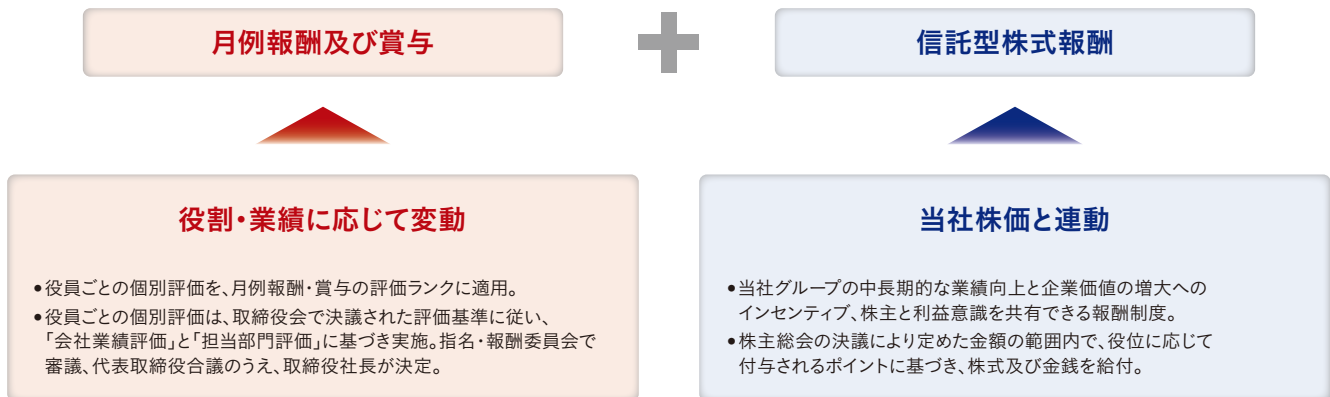 月例報酬及び賞与
信託型株式報酬
役割・業績に応じて変動
•役員ごとの個別評価を、月例報酬・賞与の評価ランクに適用。
•役員ごとの個別評価は、取締役会で決議された評価基準に従い、
「会社業績評価」と「担当部門評価」に基づき実施。指名・報酬委員会で
審議、代表取締役合議のうえ、取締役社長が決定。
当社株価と連動
•当社グループの中長期的な業績向上と企業価値の増大への
インセンティブ、株主と利益意識を共有できる報酬制度。
•株主総会の決議により定めた金額の範囲内で、役位に応じて
付与されるポイントに基づき、株式及び金銭を給付。